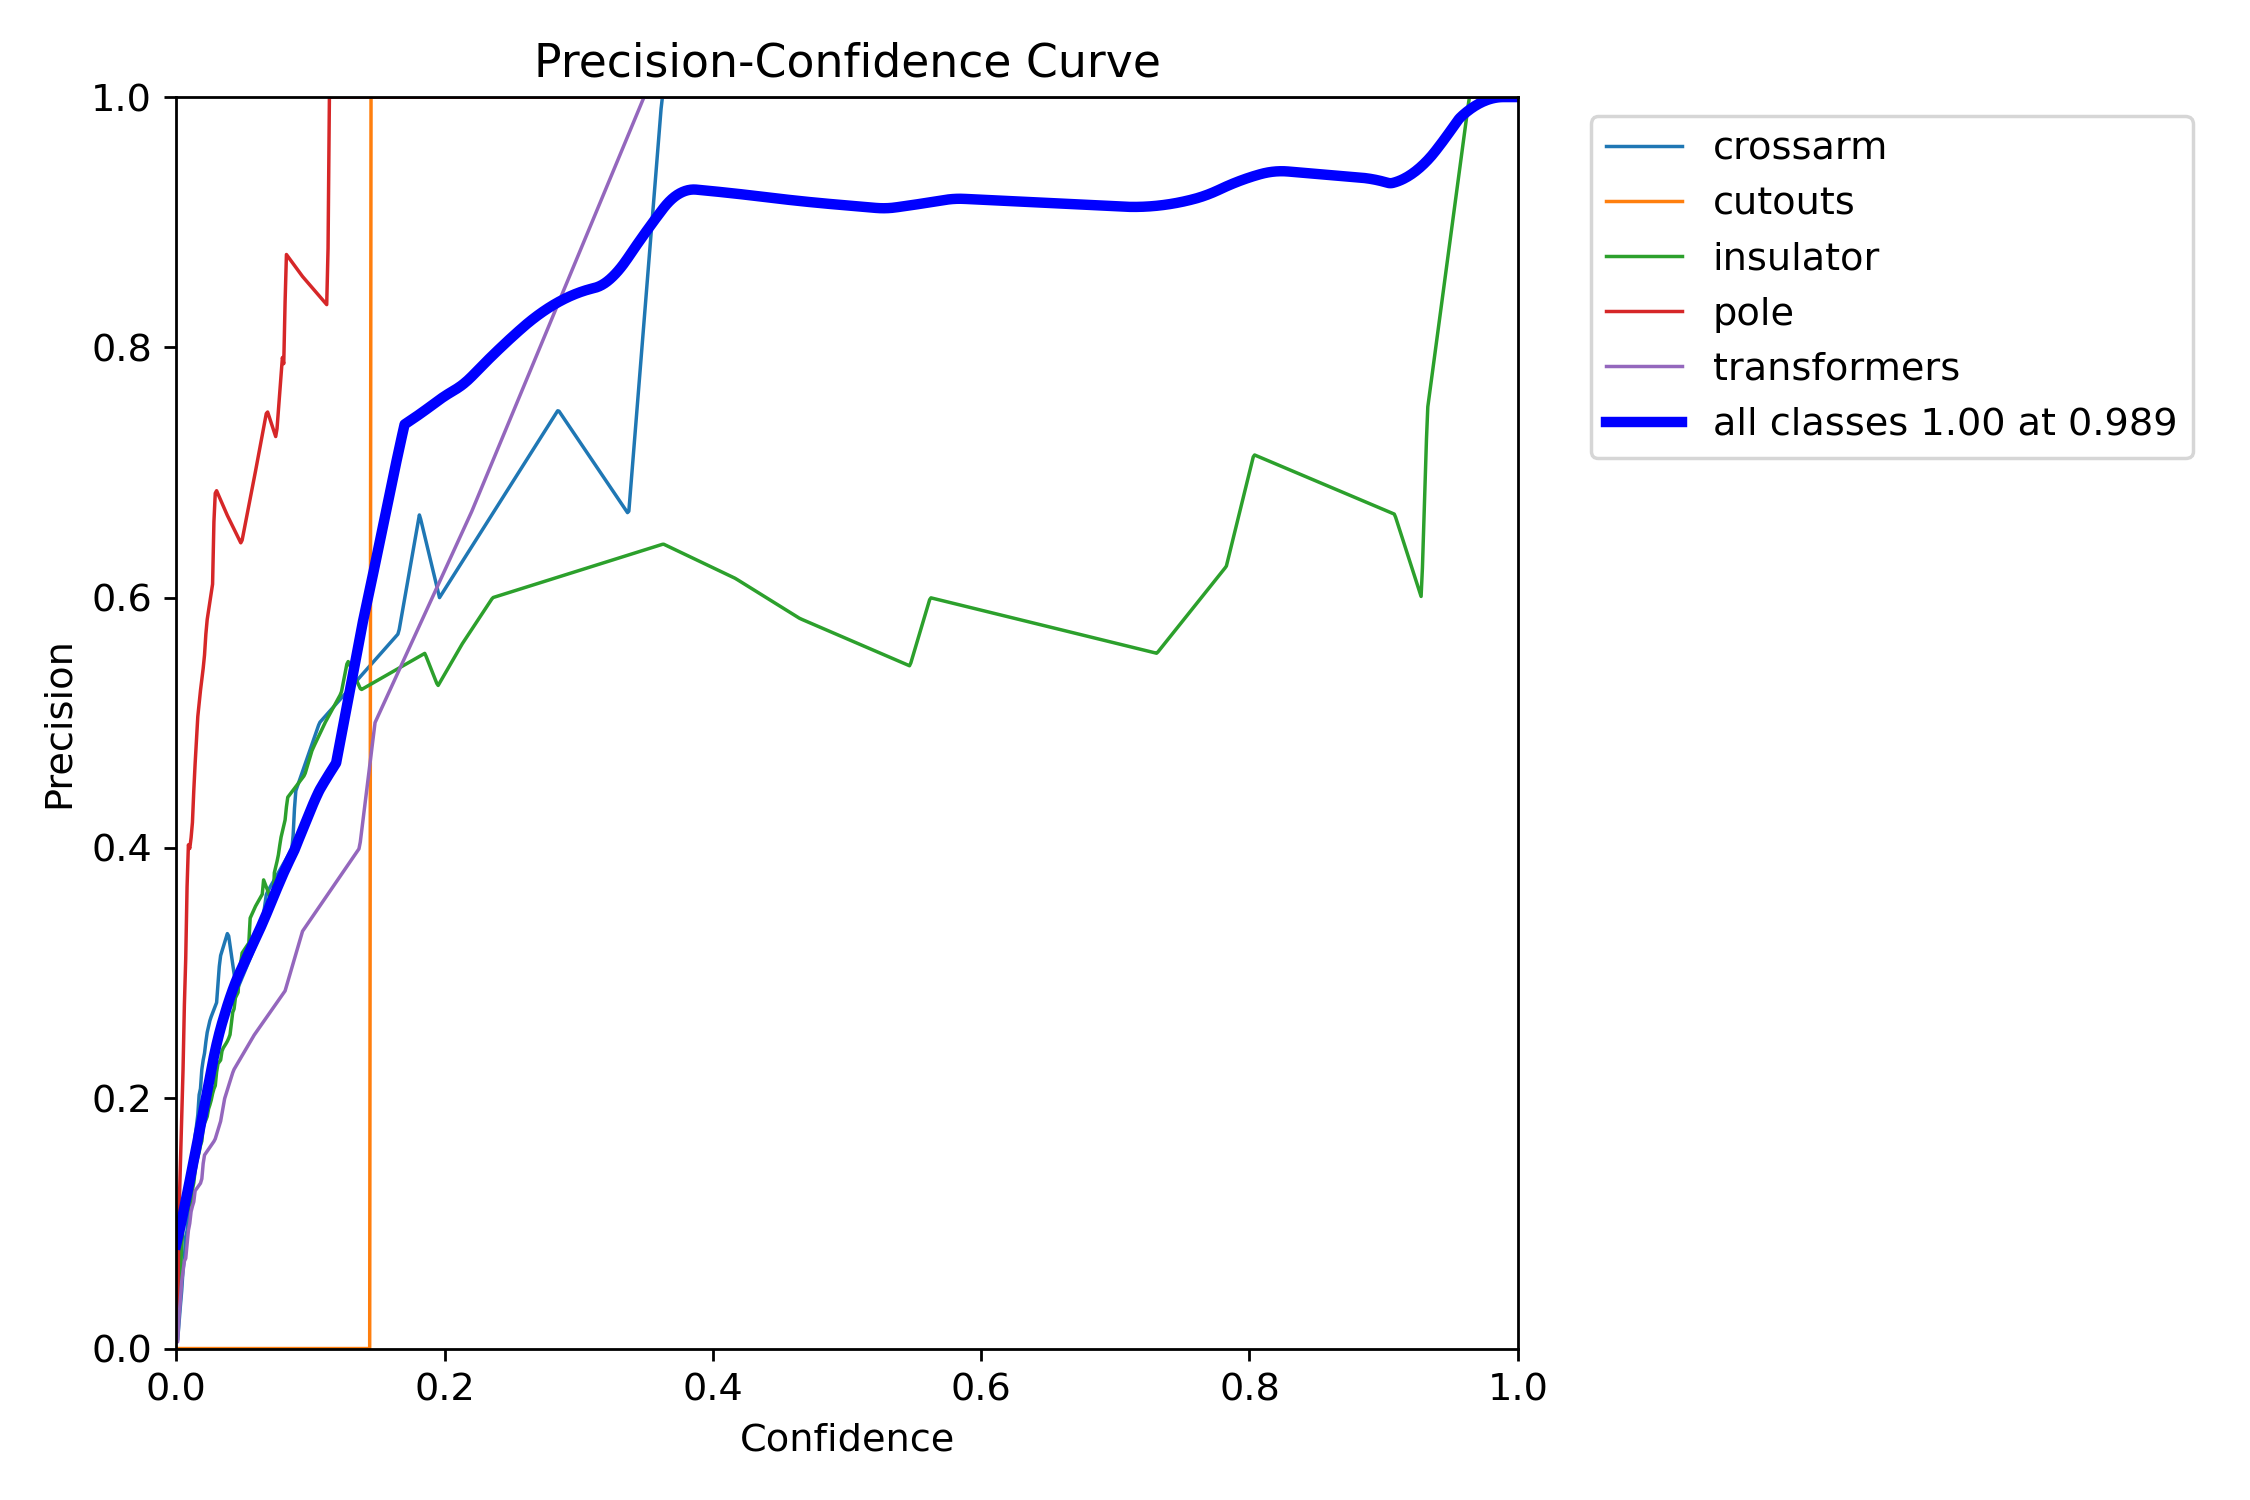 Precision-Confidence Curve
1.0
0.8
0.6
0.4
0.2
0.0
Precision
0.0 0.2 0.4 0.6 0.8 1.0
Confidence
crossarm
cutouts
insulator
pole
transformers
all classes 1.00 at 0.989